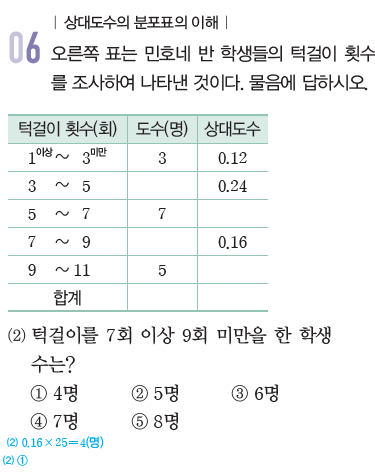 | 상대도수의 분포표의 이해 |
06 오른쪽 표는 민호네 반 학생들의 턱걸이 횟수
를 조사하여 나타낸 것이다. 물음에 답하시오.
턱걸이 횟수(회) 도수(명) 상대도수
1이상 ~ 3미만 3 0.12
3 ~ 5 0.24
5 ~ 7 7
7 ~ 9 0.16
9 ~ 11 5
합계
(2) 턱걸이를 7회 이상 9회 미만을 한 학생
수는?
① 4명 ② 5명 ③ 6명
④ 7명 ⑤ 8명
(2) 0.16×25=4(명)
(2) ①